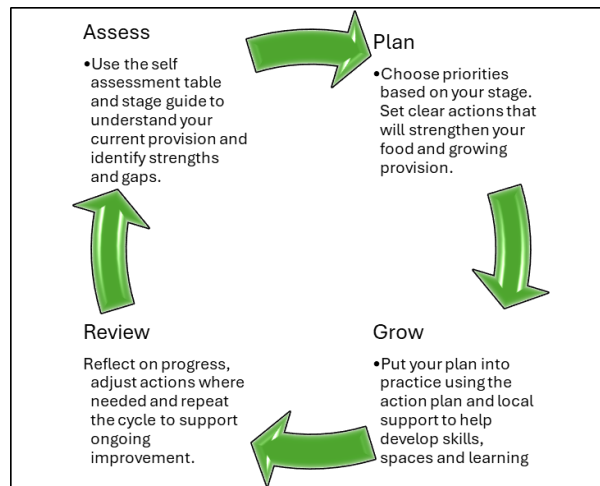 Assess
•Use the self
assessment table
and stage guide to
understand your
current provision and
identify strengths
and gaps.
Plan
•Choose priorities
based on your stage.
Set clear actions that
will strengthen your
food and growing
provision.
Grow
•Put your plan into
practice using the
action plan and local
support to help
develop skills,
spaces and learning
Review
Reflect on progress,
adjust actions where
needed and repeat
the cycle to support
ongoing
improvement.